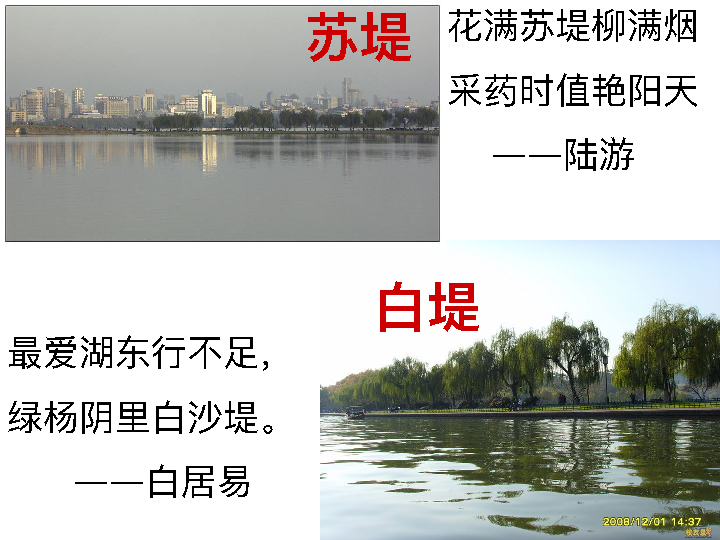 苏堤
花满苏堤柳满烟
采药时值艳阳天
——陆游
白堤
最爱湖东行不足，
绿杨阴里白沙堤。
——白居易
2008/12/01 14:37